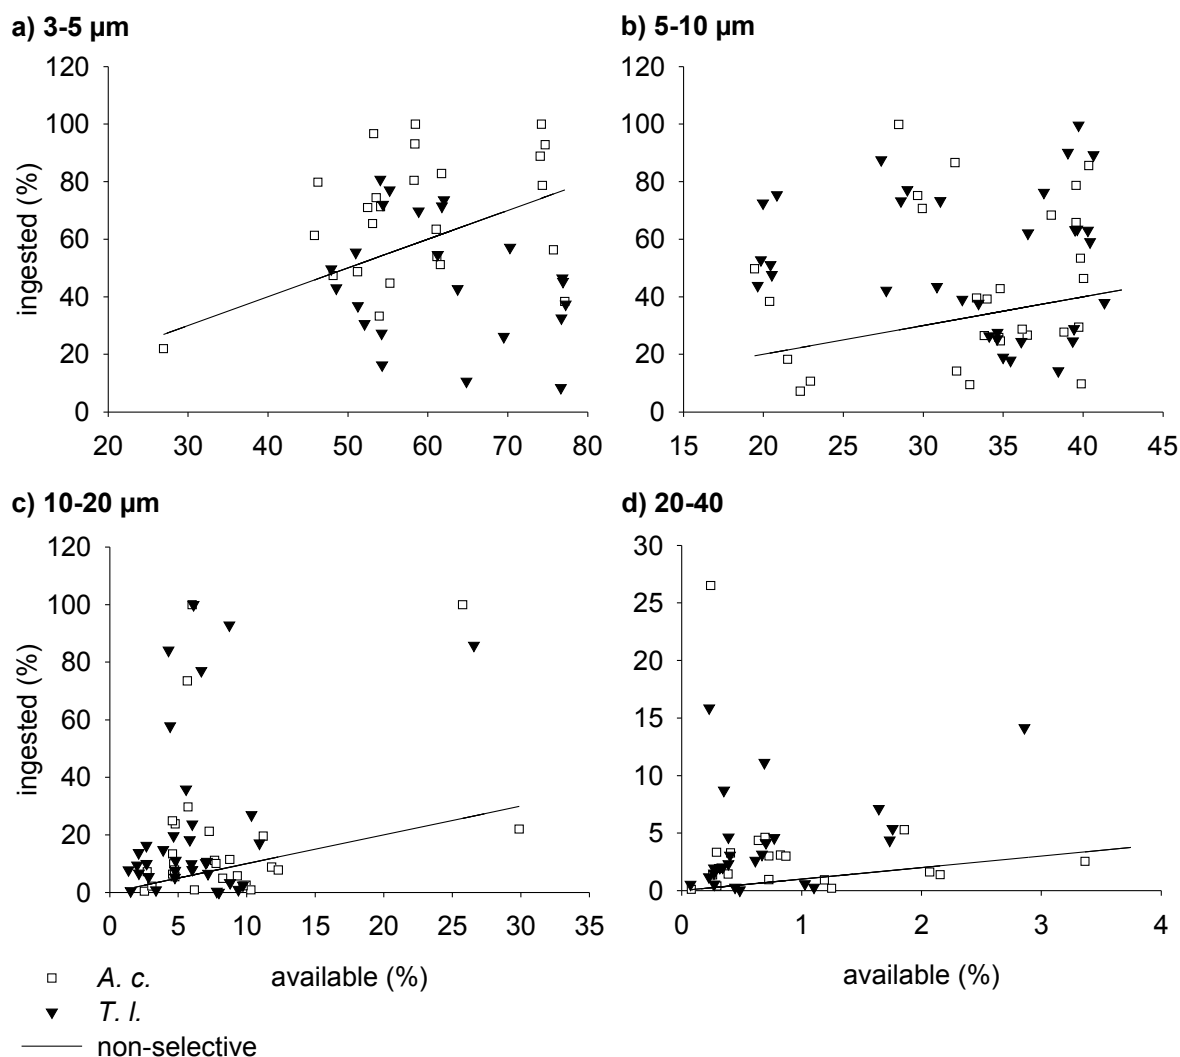 a) 3-5 µm
120
100
80
60
40
20
0
ingested (%)
20 30 40 50 60 70 80
b) 5-10 µm
120
100
80
60
40
20
0
15 20 25 30 35 40 45
c) 10-20 µm
120
100
80
60
40
20
0
ingested (%)
0 5 10 15 20 25 30 35
available (%)
d) 20-40
30
25
20
15
10
5
0
0 1 2 3 4
available (%)
A. c.
T. l.
non-selective